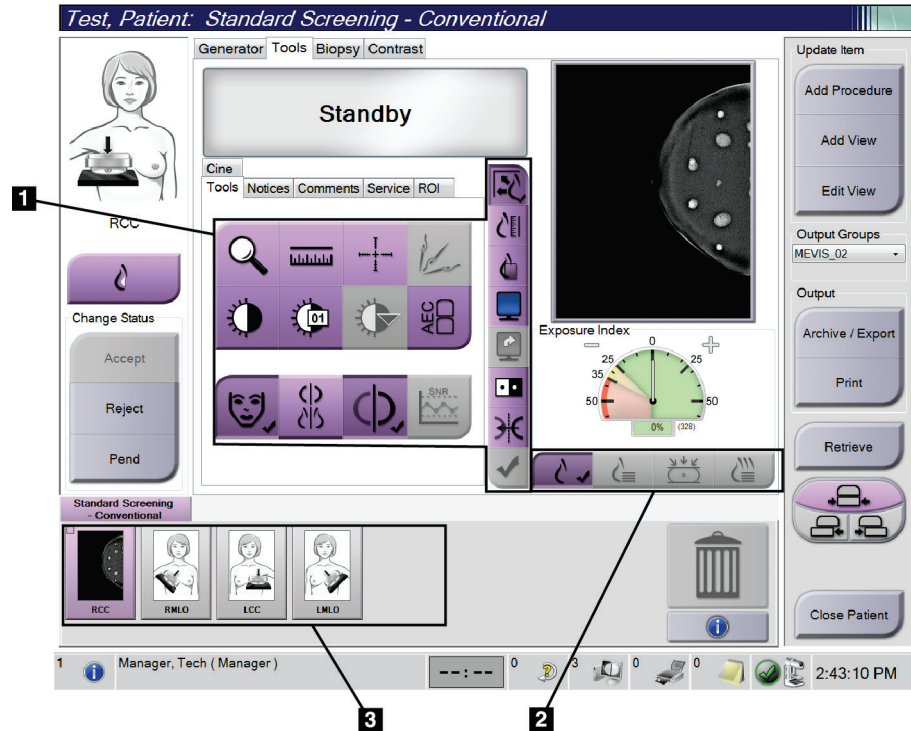 Test, Patient: Standard Screening - Conventional
Generator Tools Biopsy Contrast
Standby
Cine
Tools Notices Comments Service ROI
1
RCC
01
AEC
SNR
Change Status
Accept
Reject
Pend
Exposure Index
0
25 25
35
50 50
0% (328)
Update Item
Add Procedure
Add View
Edit View
Output Groups
MEVIS_02
Output
Archive / Export
Print
Retrieve
Close Patient
Standard Screening
- Conventional
RCC RMLO LCC LMLO
1 Manager, Tech ( Manager ) --:-- 0 3 0 0 2:43:10 PM
3 2